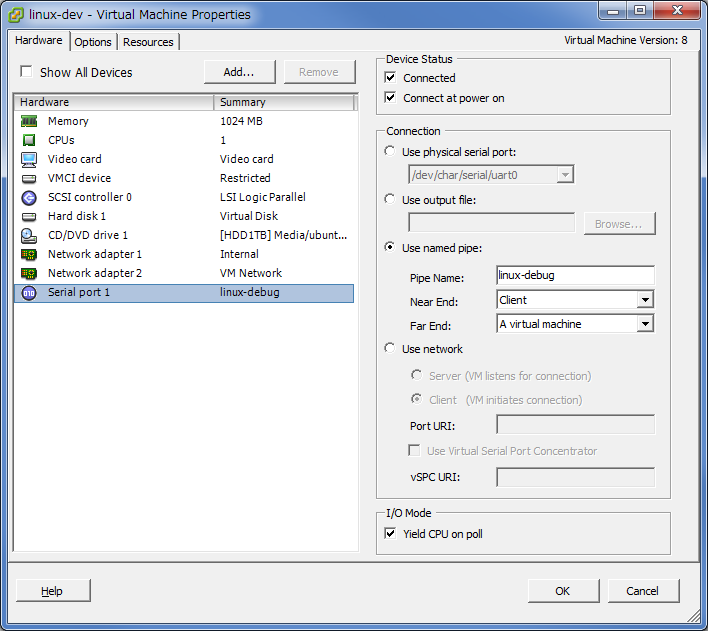 linux-dev - Virtual Machine Properties
Hardware Options Resources
Virtual Machine Version: 8
Show All Devices
Add...
Remove
Hardware Summary
Memory 1024 MB
CPUs 1
Video card Video card
VMCI device Restricted
SCSI controller 0 LSI Logic Parallel
Hard disk 1 Virtual Disk
CD/DVD drive 1 [HDD1TB] Media/ubunt...
Network adapter 1 Internal
Network adapter 2 VM Network
Serial port 1 linux-debug
Device Status
Connected
Connect at power on
Connection
Use physical serial port:
/dev/char/serial/uart0
Use output file:
Browse...
Use named pipe:
Pipe Name: linux-debug
Near End: Client
Far End: A virtual machine
Use network
Server (VM listens for connection)
Client (VM initiates connection)
Port URI:
Use Virtual Serial Port Concentrator
vSPC URI:
I/O Mode
Yield CPU on poll
Help
OK
Cancel